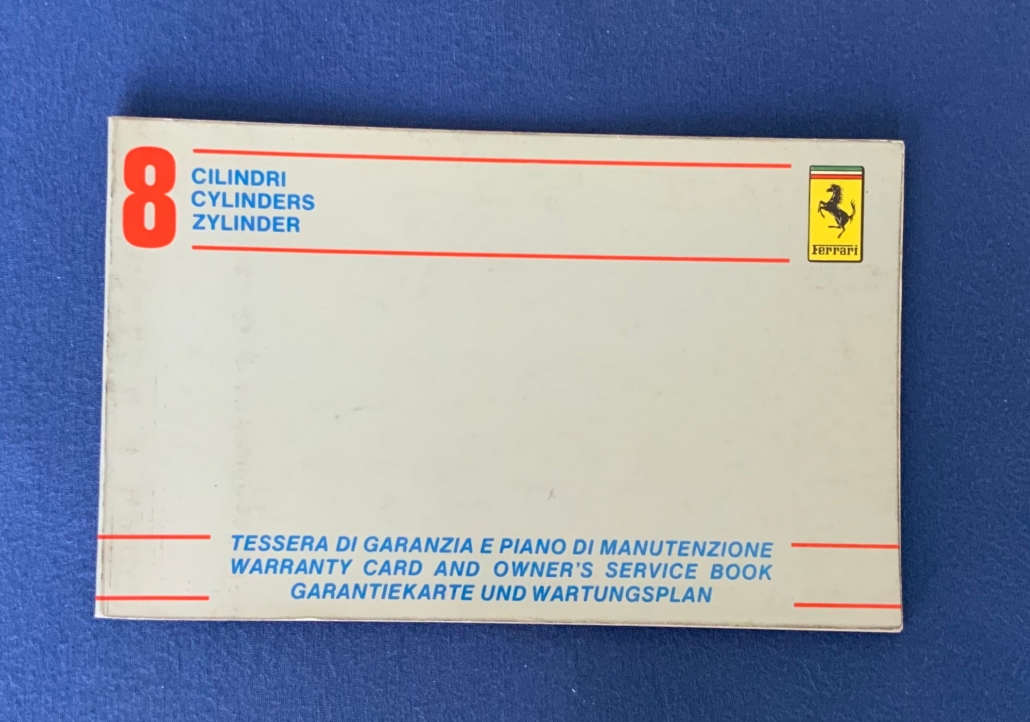 8
CILINDRI
CYLINDERS
ZYLINDER
Ferrari
TESSERA DI GARANZIA E PIANO DI MANUTENZIONE
WARRANTY CARD AND OWNER'S SERVICE BOOK
GARANTIEKARTE UND WARTUNGSPLAN